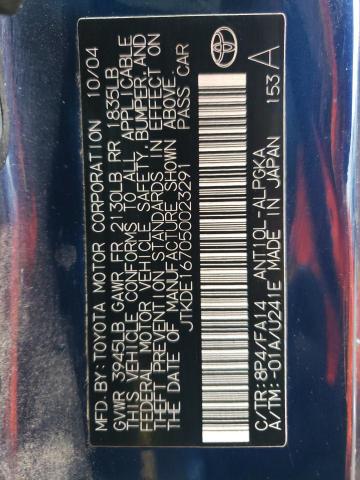 MFD.BY:TOYOTA MOTOR CORPORATION 10/04
GVWR 3945LB GAWR FR 2130LB RR 1835LB
THIS VEHICLE CONFORMS TO ALL APPLICABLE
FEDERAL MOTOR VEHICLE SAFETY,BUMPER,AND
THEFT PREVENTION STANDARDS IN EFFECT ON
THE DATE OF MANUFACTURE SHOWN ABOVE.
JTKDE167050023291 PASS CAR
C/TR:8P4/FA14 ANT10L-ALPGKA
A/TM:-01A/U241E MADE IN JAPAN 153 A